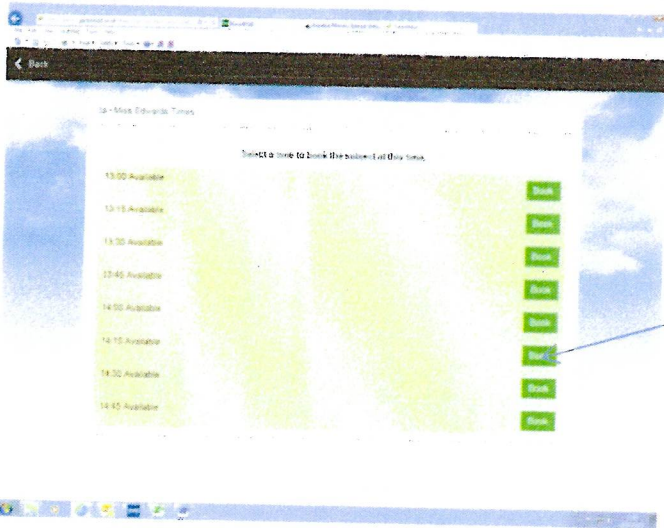 Back
Miss Edwards Times
Select a time to book the subject at this time.
13:00 Available
Book
13:15 Available
Book
13:30 Available
Book
13:45 Available
Book
14:00 Available
Book
14:15 Available
Book
14:30 Available
Book
14:45 Available
Book